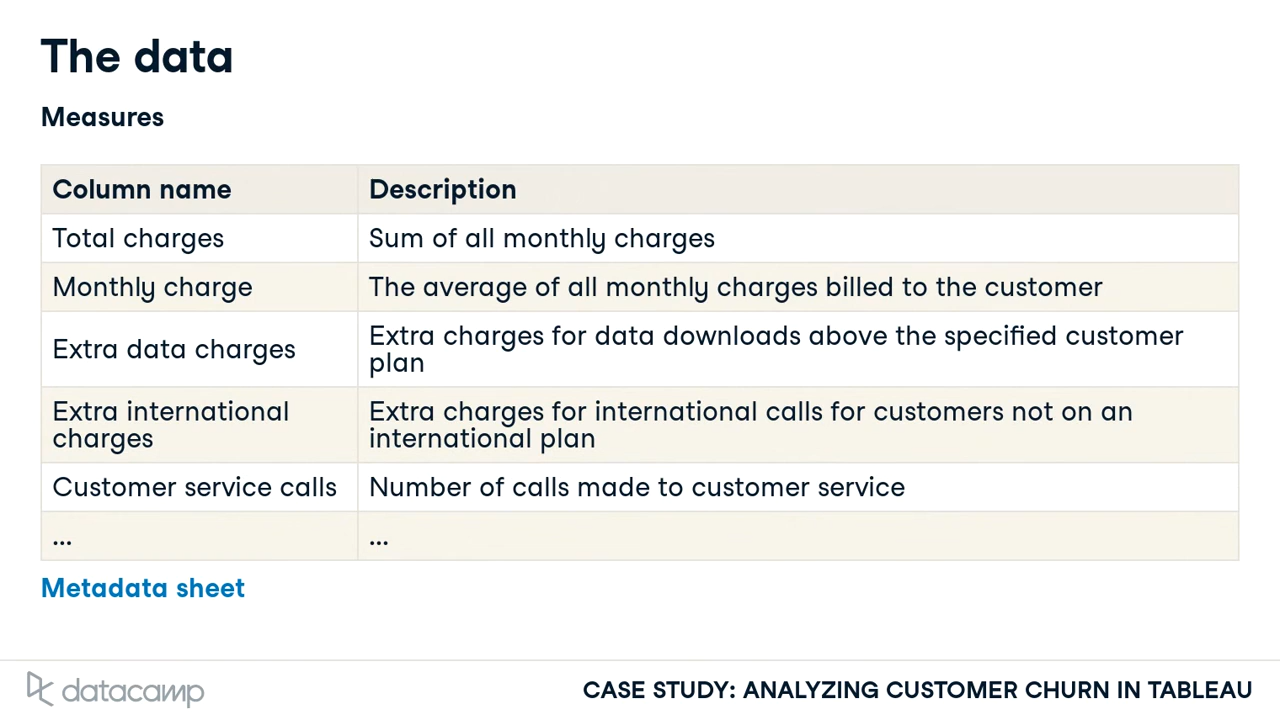 The data
Measures
Column name
Description
Total charges
Sum of all monthly charges
Monthly charge
The average of all monthly charges billed to the customer
Extra data charges
Extra charges for data downloads above the specified customer
plan
Extra international
charges
Extra charges for international calls for customers not on an
international plan
Customer service calls
Number of calls made to customer service
...
...
Metadata sheet
datacamp
CASE STUDY: ANALYZING CUSTOMER CHURN IN TABLEAU